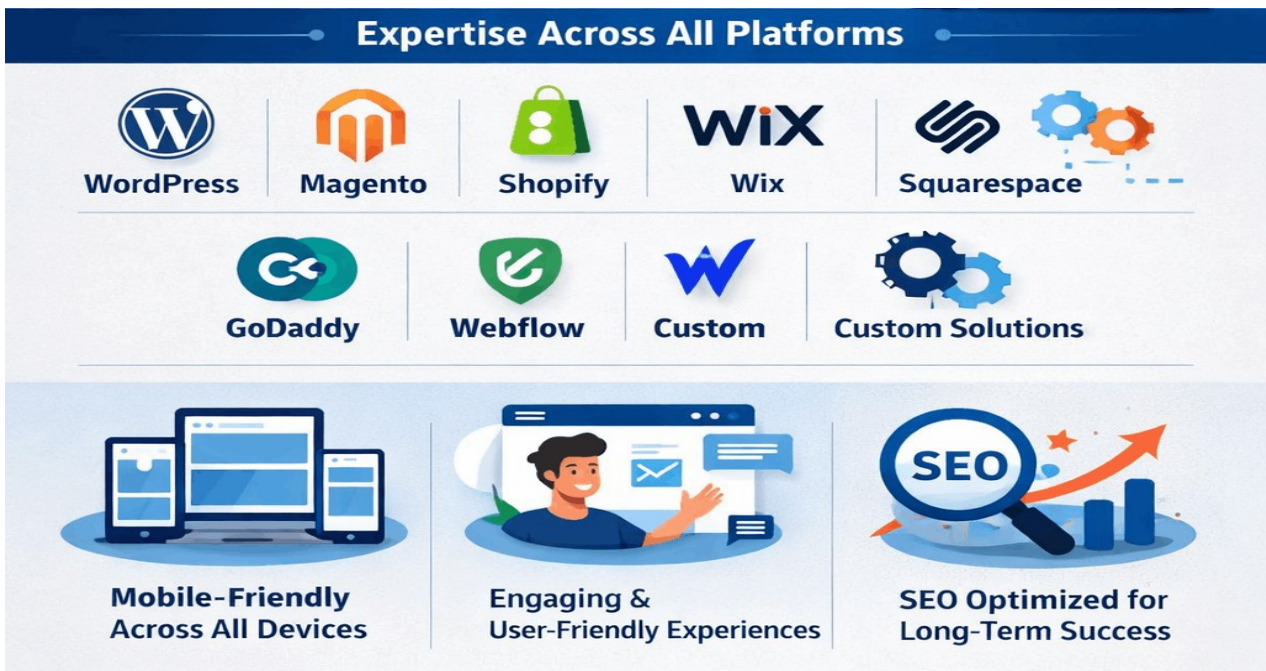 Expertise Across All Platforms
W
WiX
WordPress
Magento
Shopify
Wix
Squarespace
GoDaddy
Webflow
Custom
Custom Solutions
SEO
Mobile-Friendly
Across All Devices
Engaging &
User-Friendly Experiences
SEO Optimized for
Long-Term Success